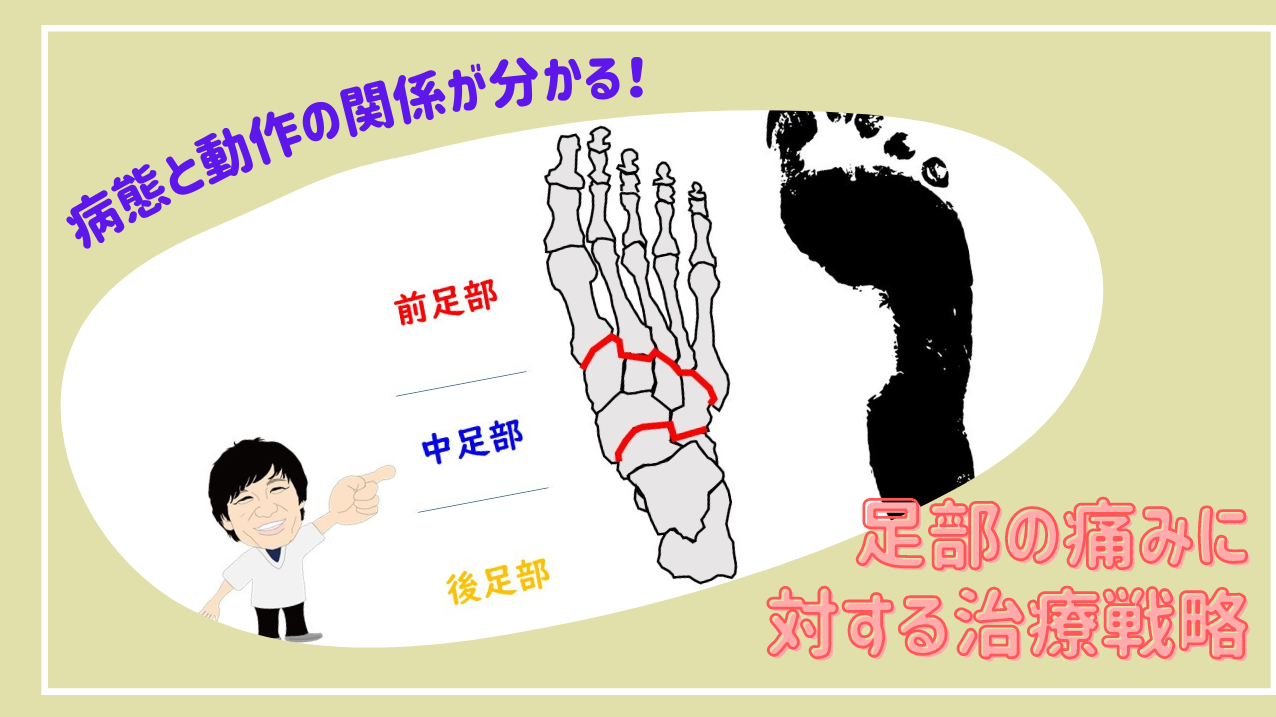 病態と動作の関係が分かる!
前足部
中足部
後足部
足部の痛みに
対する治療戦略